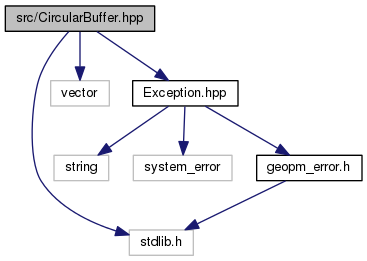 src/CircularBuffer.hpp
vector
Exception.hpp
string
system_error
geopm_error.h
stdlib.h